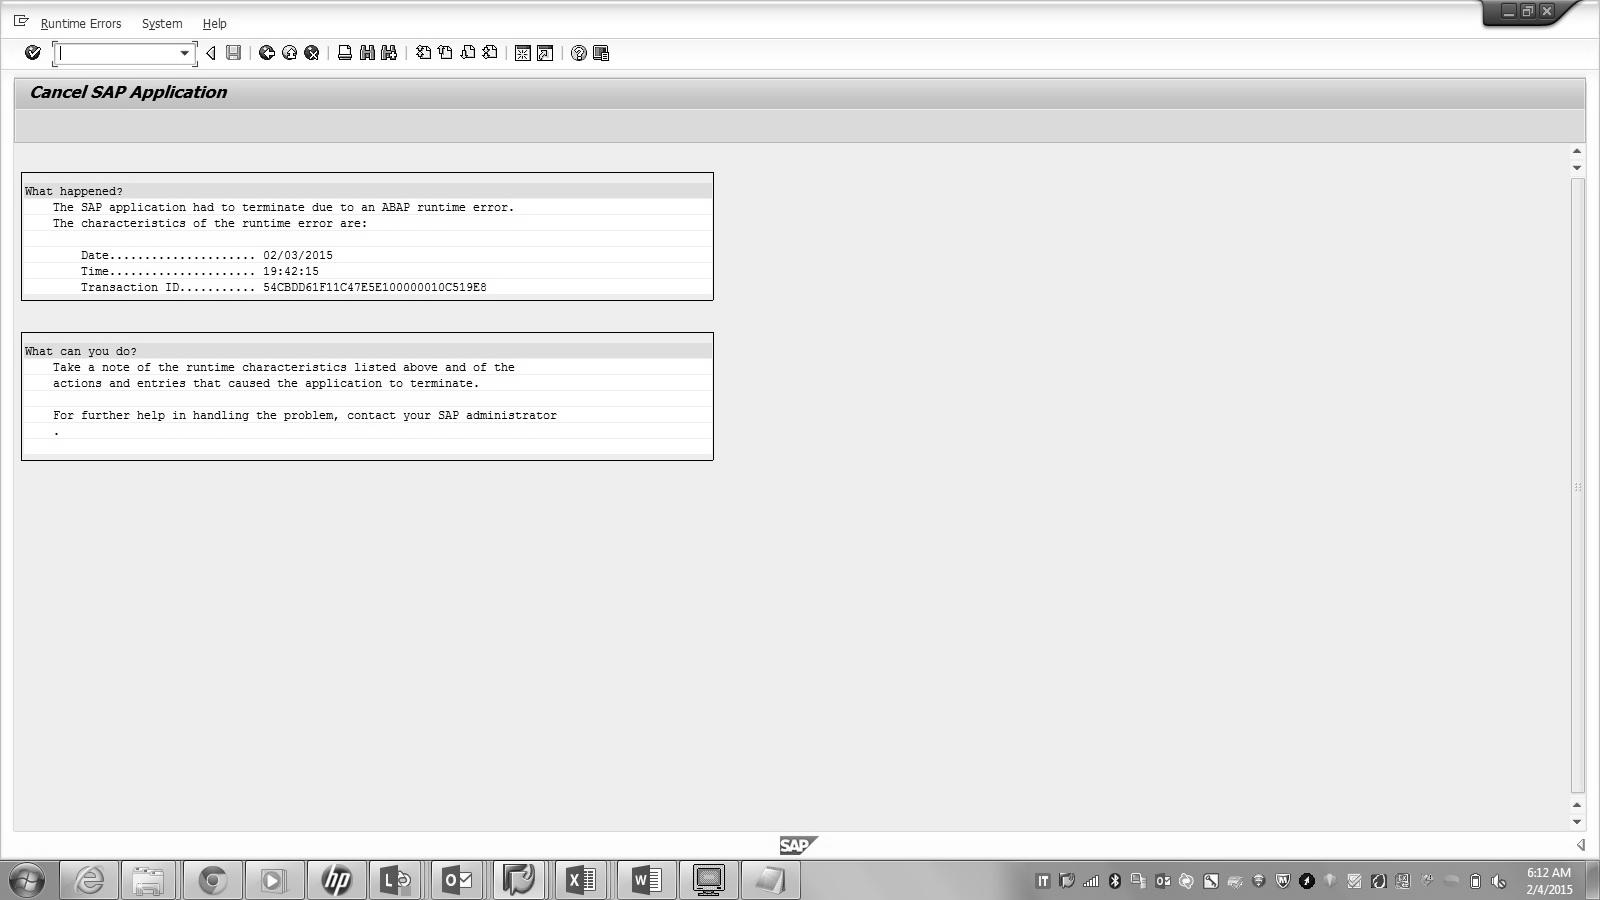 Runtime Errors System Help
Cancel SAP Application
What happened?
The SAP application had to terminate due to an ABAP runtime error.
The characteristics of the runtime error are:
Date..................... 02/03/2015
Time..................... 19:42:15
Transaction ID........... 54CBDD61F11C47E5E100000010C519E8
What can you do?
Take a note of the runtime characteristics listed above and of the
actions and entries that caused the application to terminate.
For further help in handling the problem, contact your SAP administrator
.
SAP
hp
L
O
X
W
IT
6:12 AM
2/4/2015